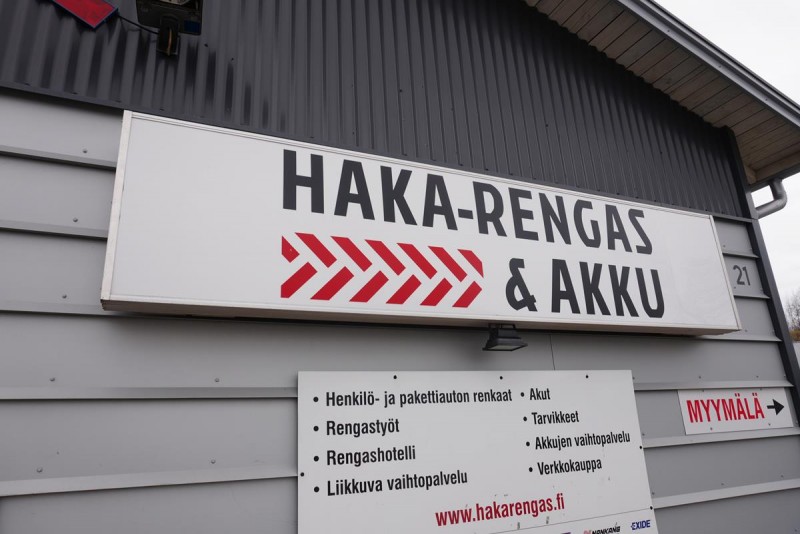 HAKA-RENGAS
& AKKU
21
• Henkilö- ja pakettiauton renkaat
• Rengastyöt
• Rengashotelli
• Liikkuva vaihtopalvelu
• Akut
• Tarvikkeet
• Akkujen vaihtopalvelu
• Verkkokauppa
www.hakarengas.fi
NANKANG EXIDE
MYYMÄLÄ